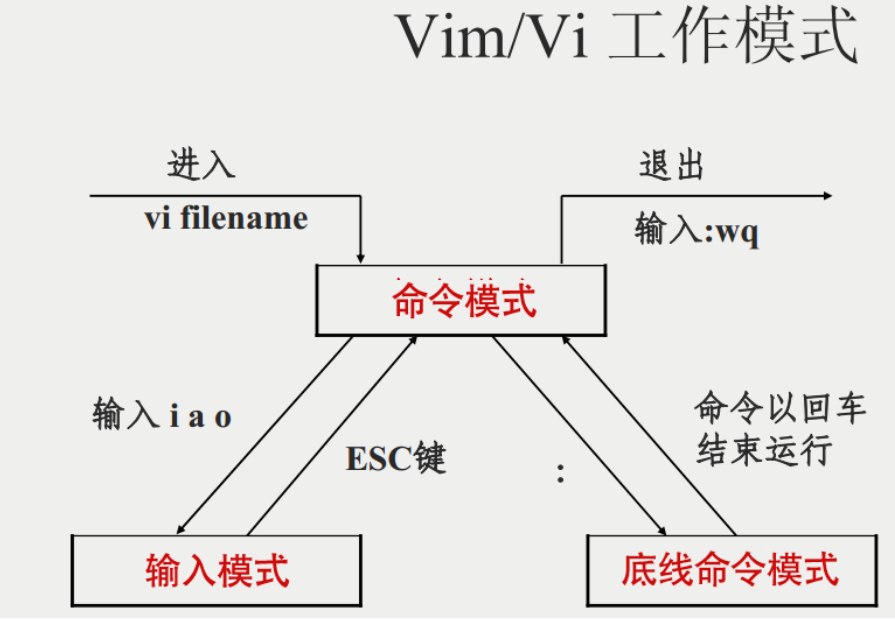 Vim/Vi 工作模式
进入
vi filename
退出
输入:wq
命令模式
输入 i a o
ESC键
:
命令以回车
结束运行
输入模式
底线命令模式